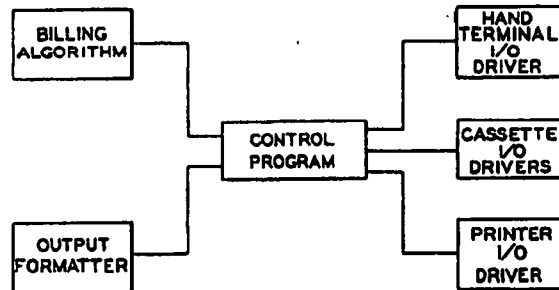 BILLING
ALGORITHM
HAND
TERMINAL
I/O
DRIVER
CONTROL
PROGRAM
CASSETTE
I/O
DRIVERS
OUTPUT
FORMATTER
PRINTER
I/O
DRIVER